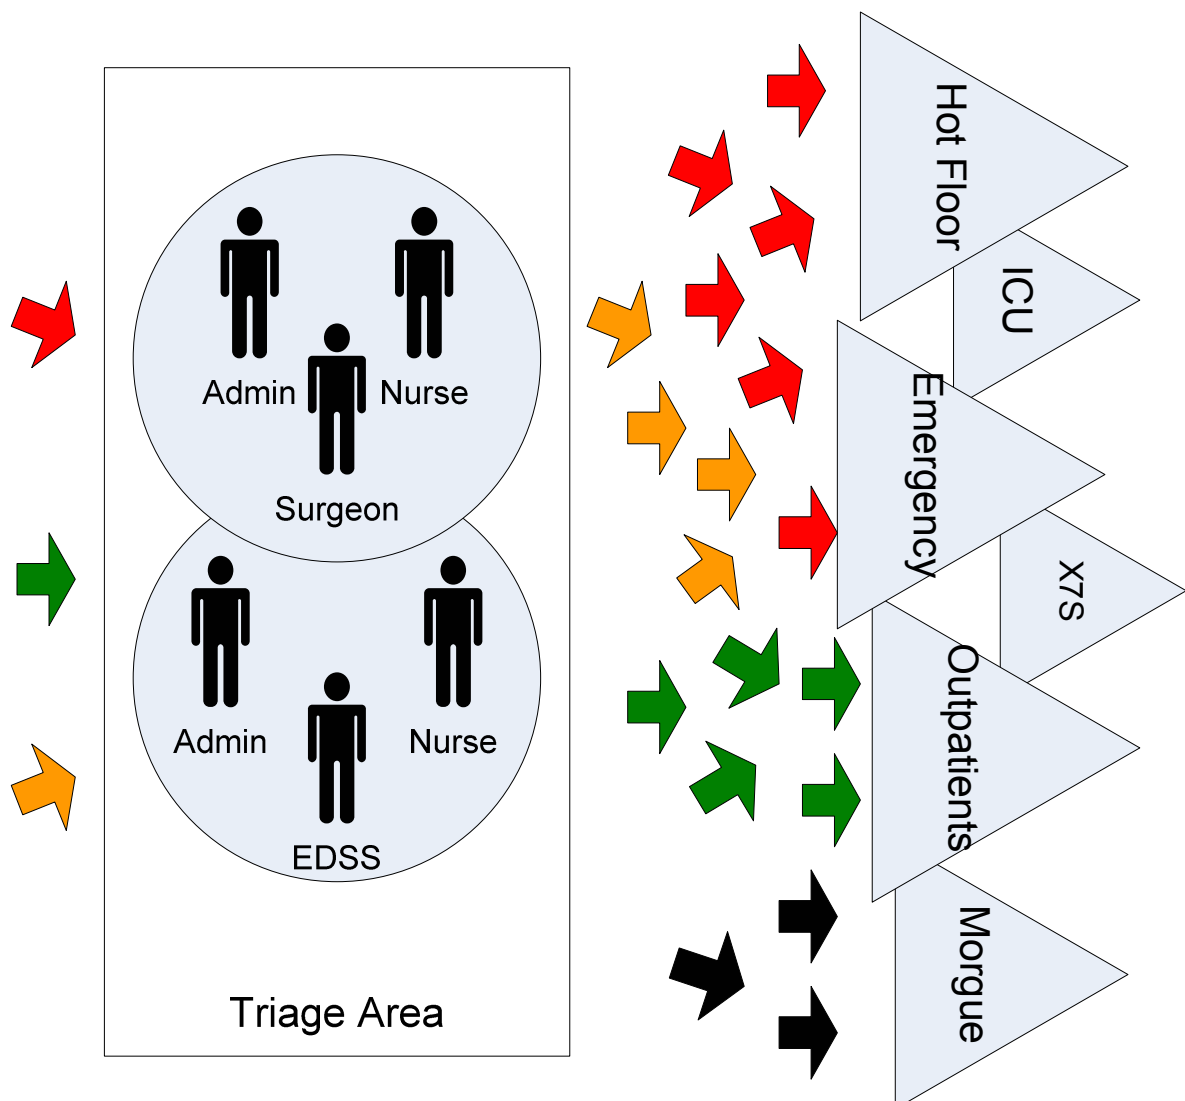 Admin
Nurse
Surgeon
Admin
Nurse
EDSS
Triage Area
Hot Floor
ICU
Emergency
X7S
Outpatients
Morgue